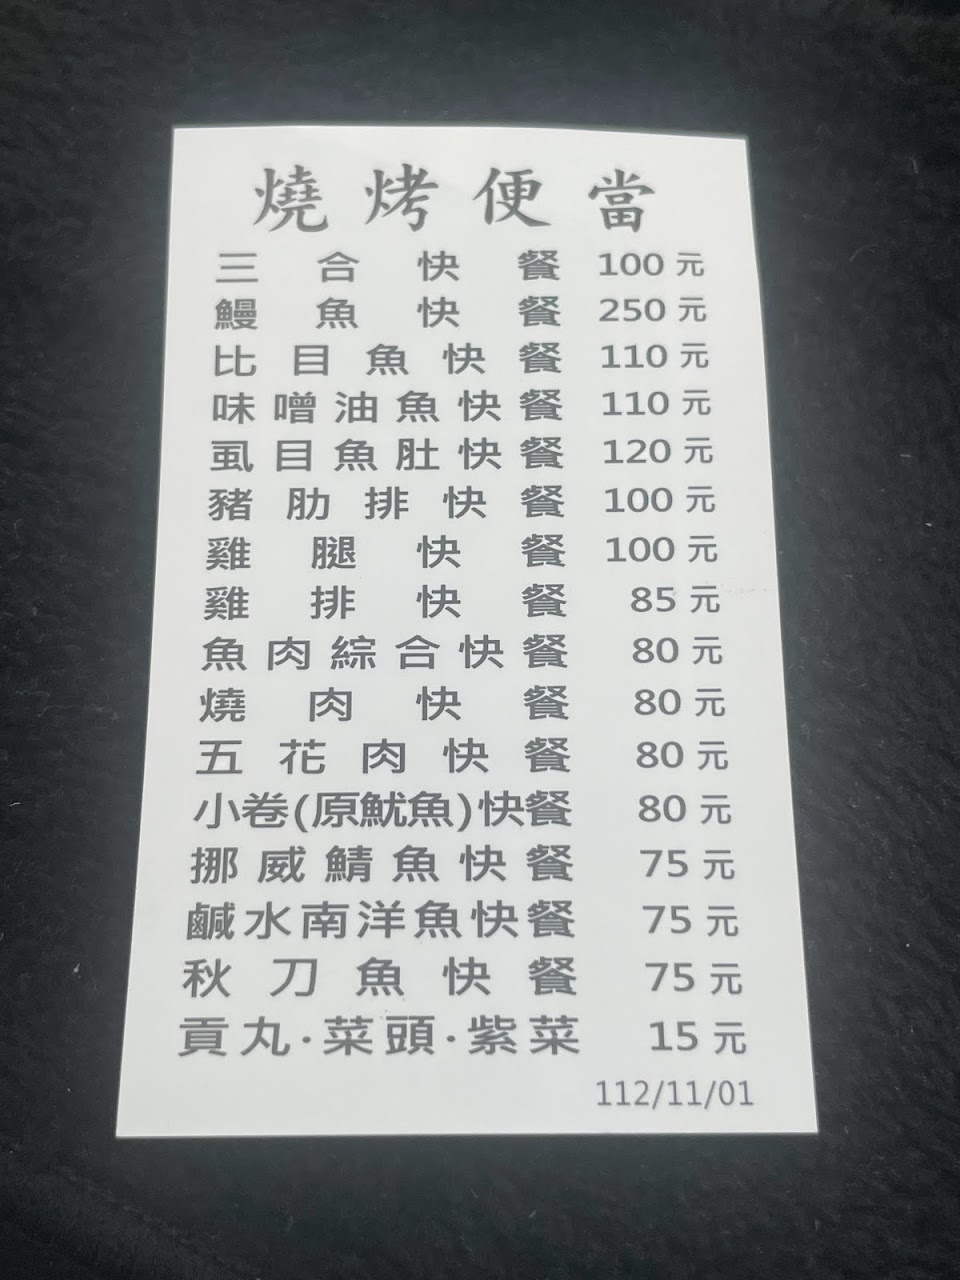 燒烤便當
三合快餐 100元
鰻魚快餐 250元
比目魚快餐 110元
味噌油魚快餐 110元
虱目魚肚快餐 120元
豬肋排快餐 100元
雞腿快餐 100元
雞排快餐 85元
魚肉綜合快餐 80元
燒肉快餐 80元
五花肉快餐 80元
小卷(原魷魚)快餐 80元
挪威鯖魚快餐 75元
鹹水南洋魚快餐 75元
秋刀魚快餐 75元
貢丸·菜頭·紫菜 15元
112/11/01